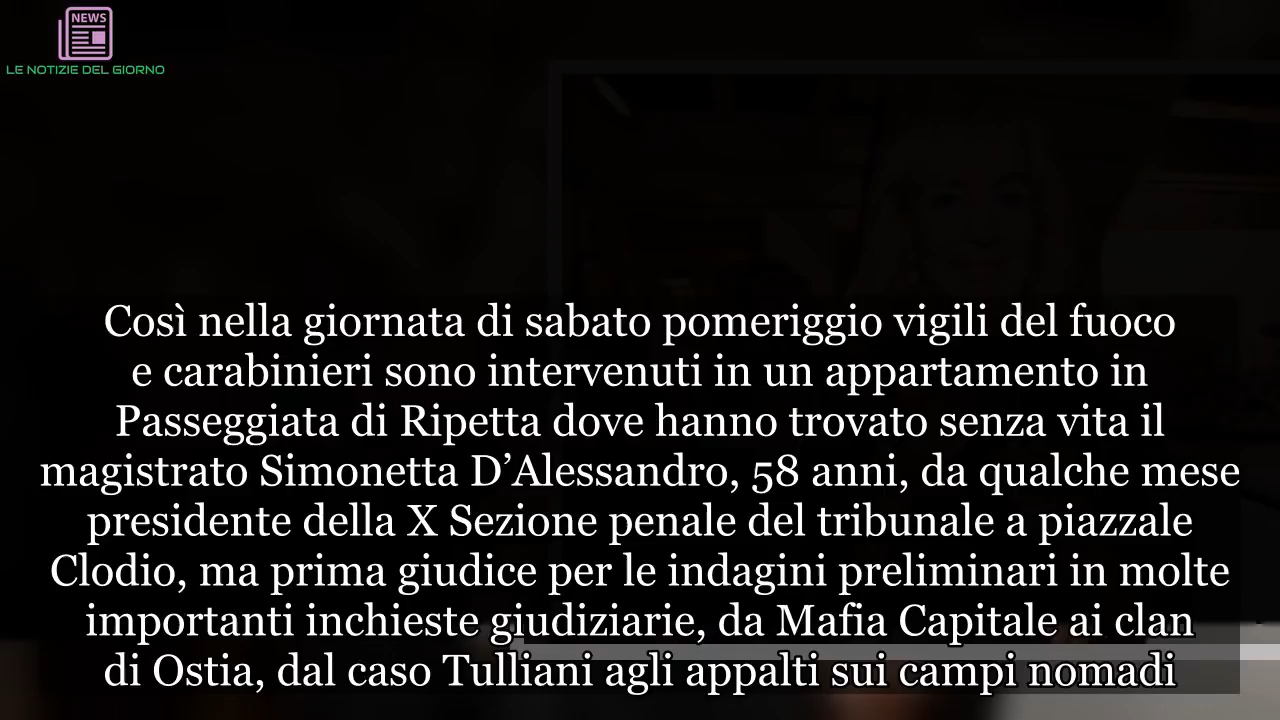 NEWS
LE NOTIZIE DEL GIORNO
Così nella giornata di sabato pomeriggio vigili del fuoco
e carabinieri sono intervenuti in un appartamento in
Passeggiata di Ripetta dove hanno trovato senza vita il
magistrato Simonetta D’Alessandro, 58 anni, da qualche mese
presidente della X Sezione penale del tribunale a piazzale
Clodio, ma prima giudice per le indagini preliminari in molte
importanti inchieste giudiziarie, da Mafia Capitale ai clan
di Ostia, dal caso Tulliani agli appalti sui campi nomadi